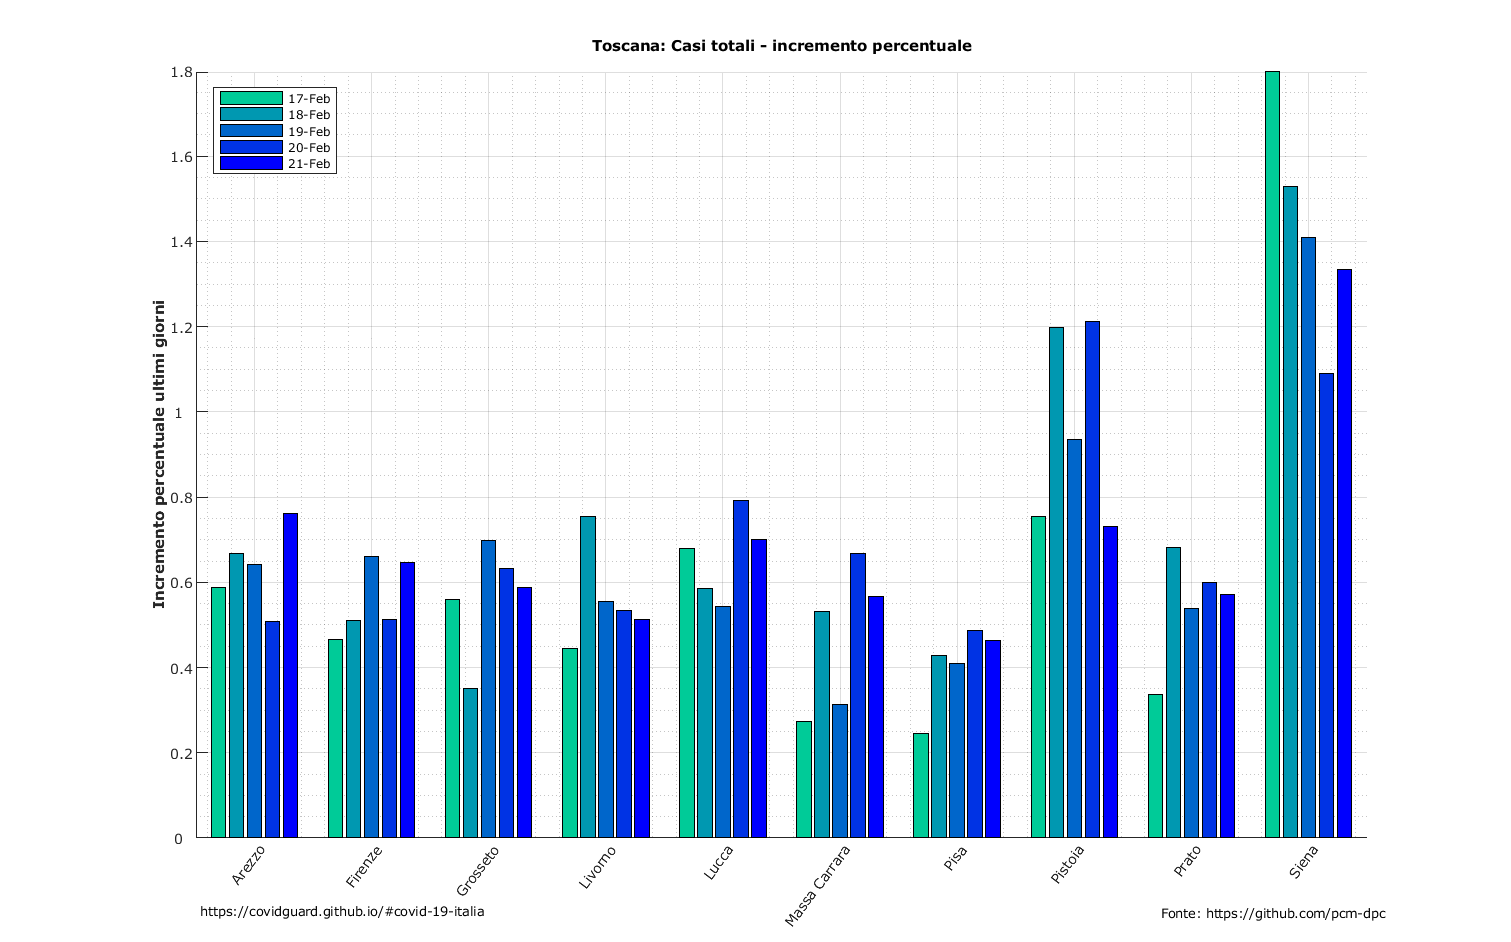 Toscana: Casi totali - incremento percentuale
Incremento percentuale ultimi giorni
1.8
1.6
1.4
1.2
1
0.8
0.6
0.4
0.2
0
17-Feb
18-Feb
19-Feb
20-Feb
21-Feb
Arezzo
Firenze
Grosseto
Livorno
Lucca
Massa Carrara
Pisa
Pistoia
Prato
Siena
https://covidguard.github.io/#covid-19-italia
Fonte: https://github.com/pcm-dpc